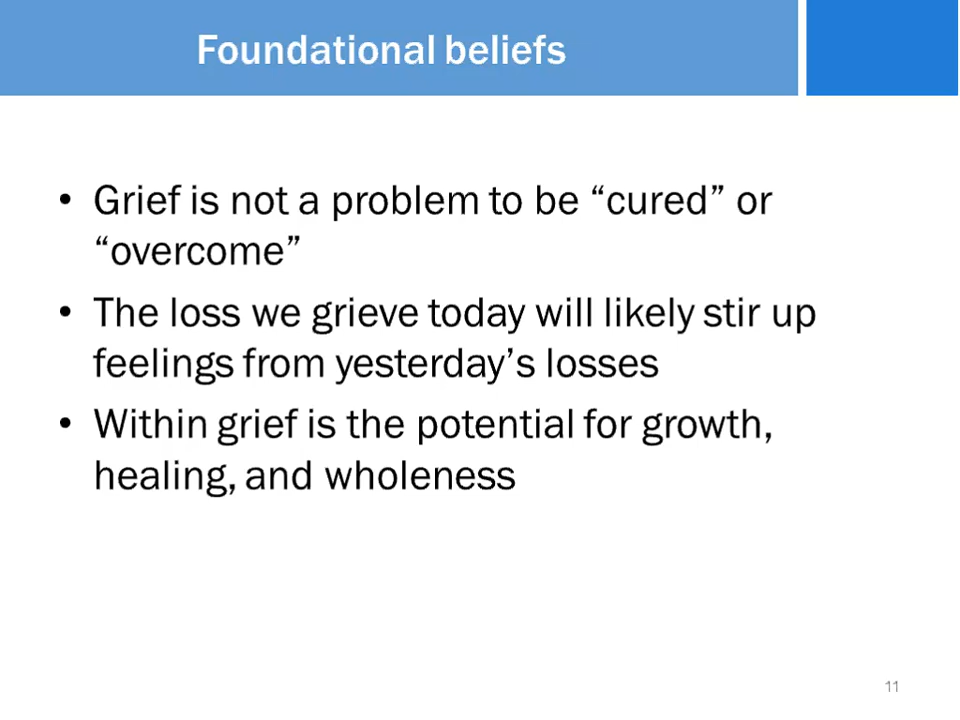 Foundational beliefs
• Grief is not a problem to be “cured” or
“overcome”
• The loss we grieve today will likely stir up
feelings from yesterday’s losses
• Within grief is the potential for growth,
healing, and wholeness
11